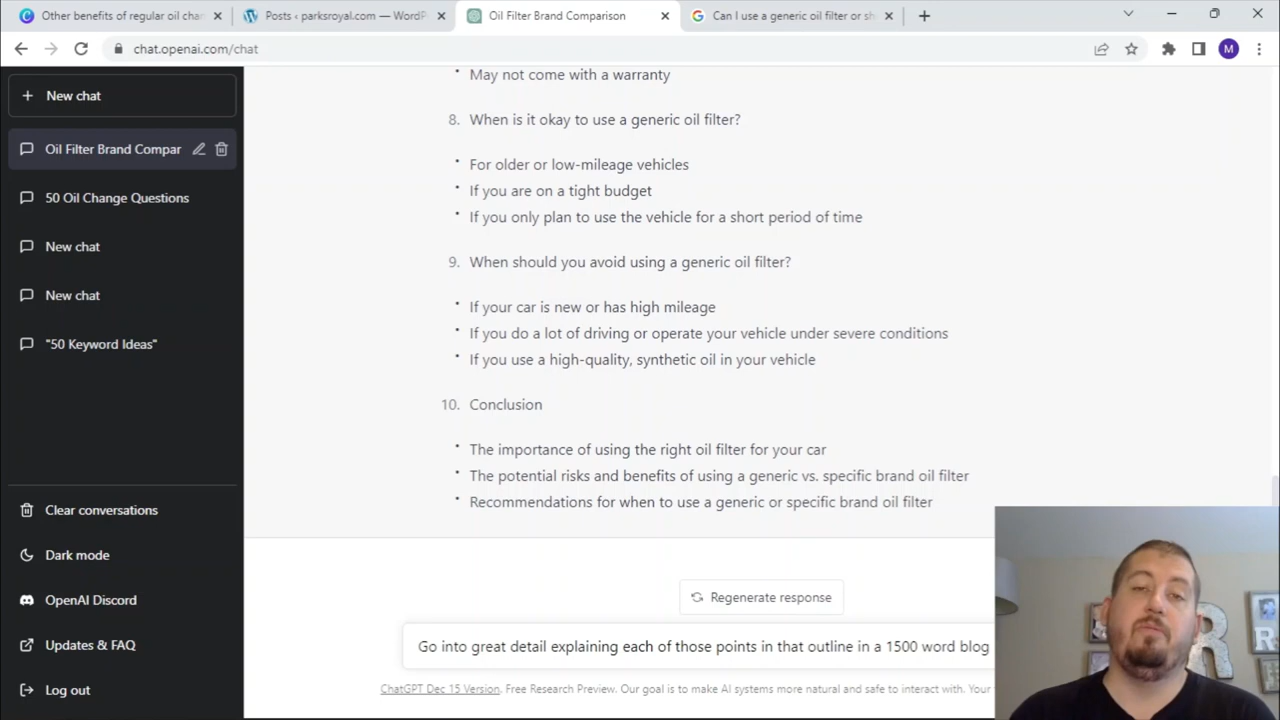 Other benefits of regular oil chan
Posts ‹ parksroyal.com — WordP
Oil Filter Brand Comparison
Can I use a generic oil filter or sh
chat.openai.com/chat
M
New chat
Oil Filter Brand Compar
50 Oil Change Questions
New chat
New chat
"50 Keyword Ideas"
Clear conversations
Dark mode
OpenAI Discord
Updates & FAQ
Log out
May not come with a warranty
8. When is it okay to use a generic oil filter?
For older or low-mileage vehicles
If you are on a tight budget
If you only plan to use the vehicle for a short period of time
9. When should you avoid using a generic oil filter?
If your car is new or has high mileage
If you do a lot of driving or operate your vehicle under severe conditions
If you use a high-quality, synthetic oil in your vehicle
10. Conclusion
The importance of using the right oil filter for your car
The potential risks and benefits of using a generic vs. specific brand oil filter
Recommendations for when to use a generic or specific brand oil filter
Regenerate response
Go into great detail explaining each of those points in that outline in a 1500 word blog
ChatGPT Dec 15 Version. Free Research Preview. Our goal is to make AI systems more natural and safe to interact with. Your
R
R